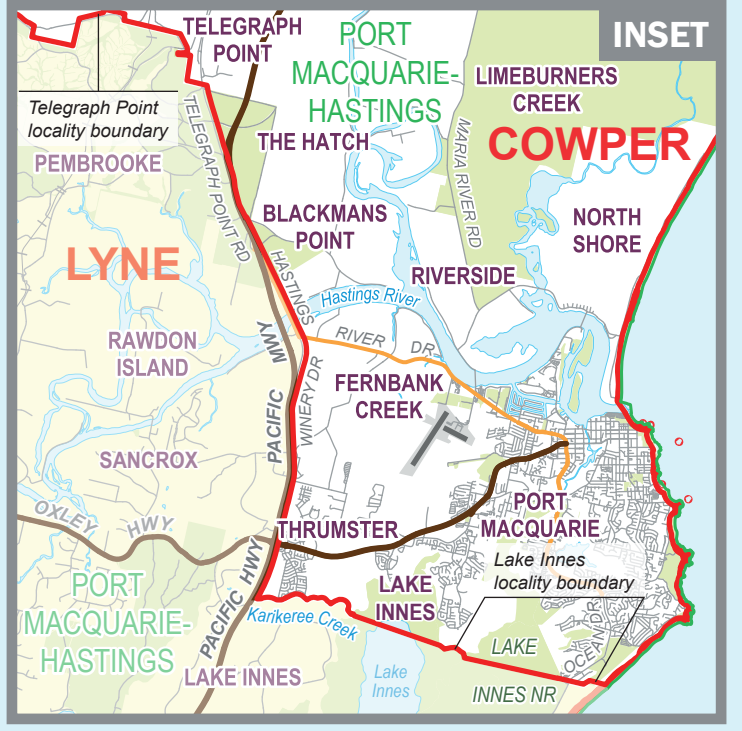 INSET
TELEGRAPH
POINT
PORT
MACQUARIE-
HASTINGS
LIMEBURNERS
CREEK
Telegraph Point
locality boundary
COWPER
THE HATCH
PEMBROOKE
TELEGRAPH POINT RD
MARIA RIVER RD
BLACKMANS
POINT
NORTH
SHORE
LYNE
HASTINGS
RIVERSIDE
Hastings River
RAWDON
ISLAND
PACIFIC MWY
RIVER DR
WINERY DR
FERNBANK
CREEK
SANCROX
OXLEY HWY
THRUMSTER
PORT
MACQUARIE
Lake Innes
locality boundary
PORT
MACQUARIE-
HASTINGS
PACIFIC HWY
LAKE
INNES
Karikeree Creek
OCEAN DR
LAKE
INNES NR
LAKE INNES
Lake
Innes